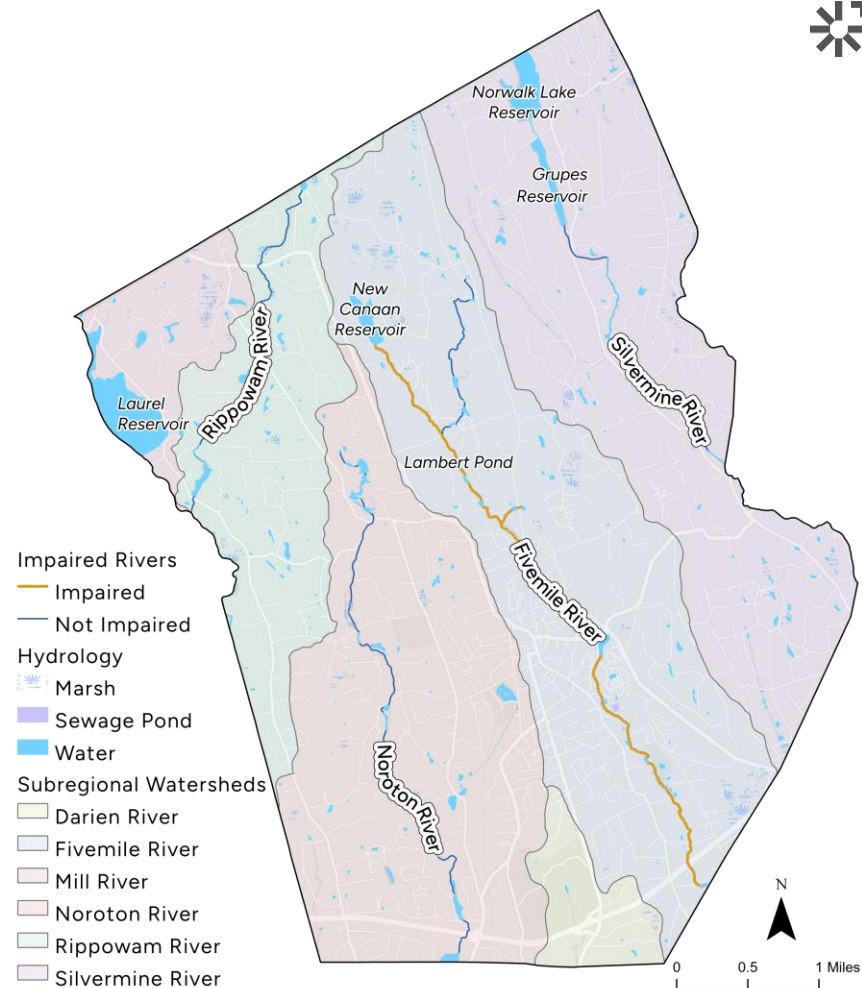 Norwalk Lake
Reservoir
Grupes
Reservoir
New
Canaan
Reservoir
Rippowam River
Silvermine River
Laurel
Reservoir
Lambert Pond
Fivemile River
Noroton River
Impaired Rivers
Impaired
Not Impaired
Hydrology
Marsh
Sewage Pond
Water
Subregional Watersheds
Darien River
Fivemile River
Mill River
Noroton River
Rippowam River
Silvermine River
N
0 0.5 1 Miles